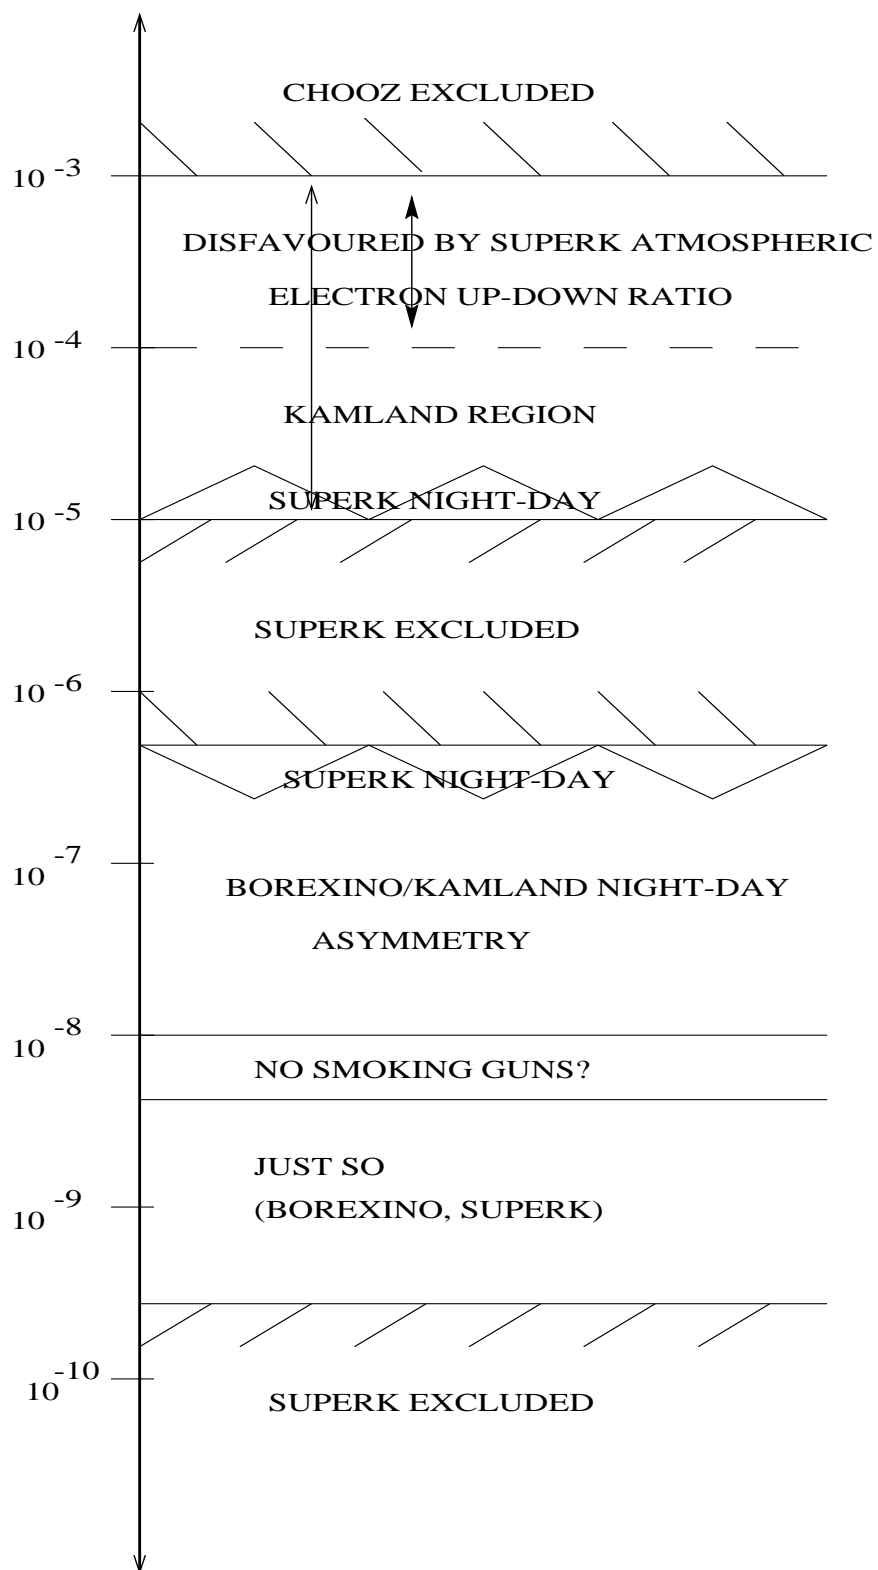 CHOOZ EXCLUDED
10 -3
DISFAVOURED BY SUPERK ATMOSPHERIC
ELECTRON UP-DOWN RATIO
10 -4
KAMLAND REGION
SUPERK NIGHT-DAY
10 -5
SUPERK EXCLUDED
10 -6
SUPERK NIGHT-DAY
10 -7
BOREXINO/KAMLAND NIGHT-DAY
ASYMMETRY
10 -8
NO SMOKING GUNS?
JUST SO
10 -9
(BOREXINO, SUPERK)
10 -10
SUPERK EXCLUDED